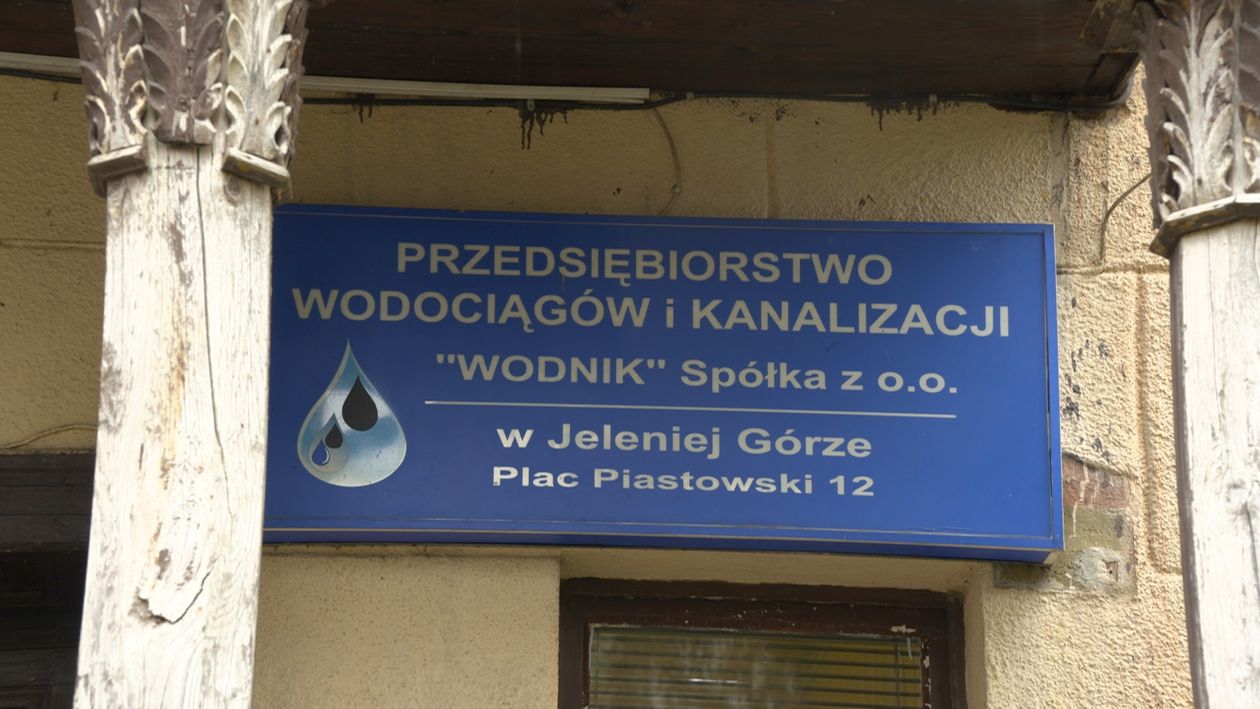 PRZEDSIĘBIORSTWO
WODOCIĄGÓW i KANALIZACJI
"WODNIK" Spółka z o.o.
w Jeleniej Górze
Plac Piastowski 12